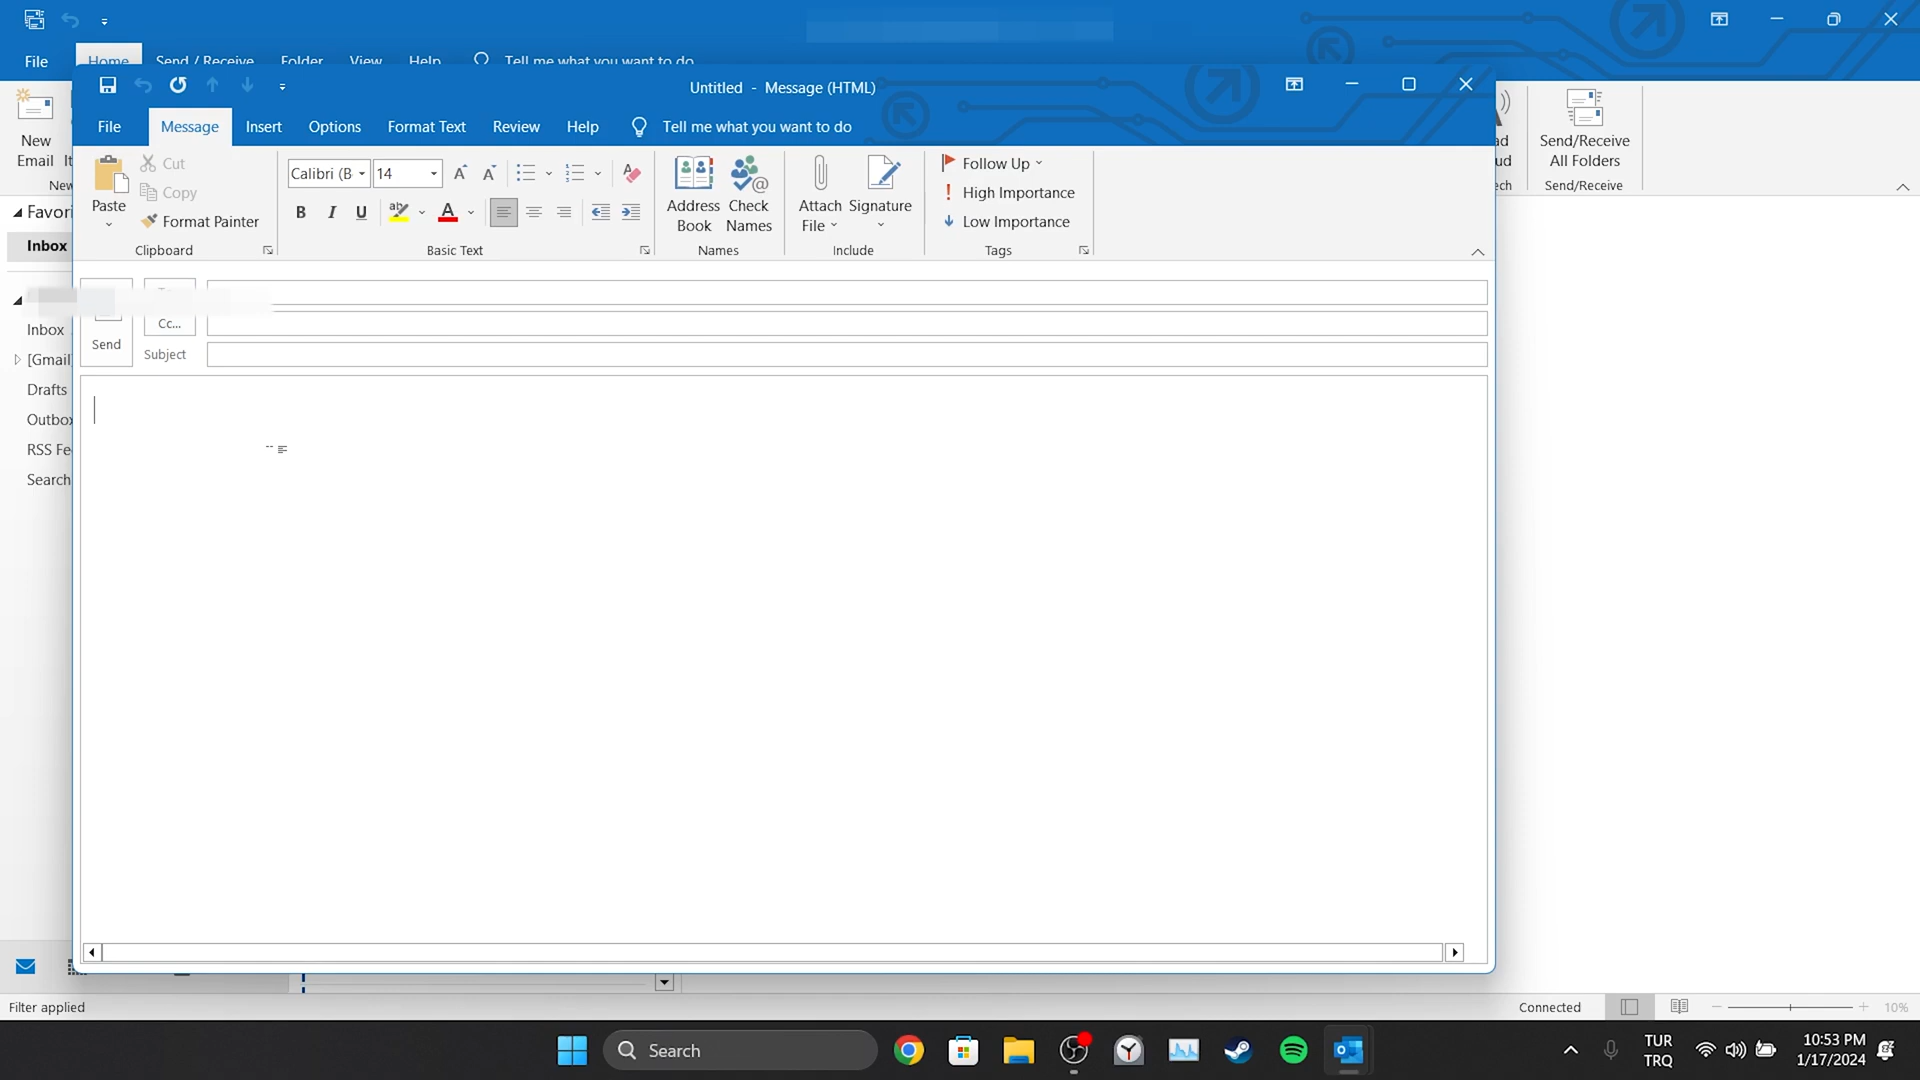 File
Home
Send / Receive
Folder
View
Help
Tell me what you want to do
Untitled - Message (HTML)
File
Message
Insert
Options
Format Text
Review
Help
Tell me what you want to do
New
Email
New
Paste
Cut
Copy
Format Painter
Clipboard
Calibri (B
14
B
I
U
ab
A
Basic Text
Address
Book
Check
Names
Names
Attach
File
Signature
Include
Follow Up
High Importance
Low Importance
Tags
Send/Receive
All Folders
Send/Receive
Inbox
Send
Cc...
Subject
Inbox
[Gmail
Drafts
Outbox
RSS Fe
Search
Filter applied
Connected
10%
Search
TUR
TRQ
10:53 PM
1/17/2024